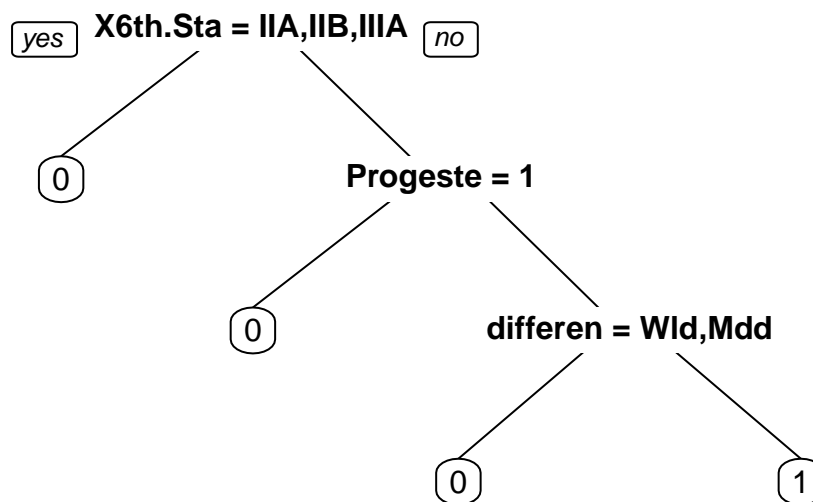 yes X6th.Sta = IIA,IIB,IIIA no
0
Progeste = 1
0
differen = Wld,Mdd
0 1